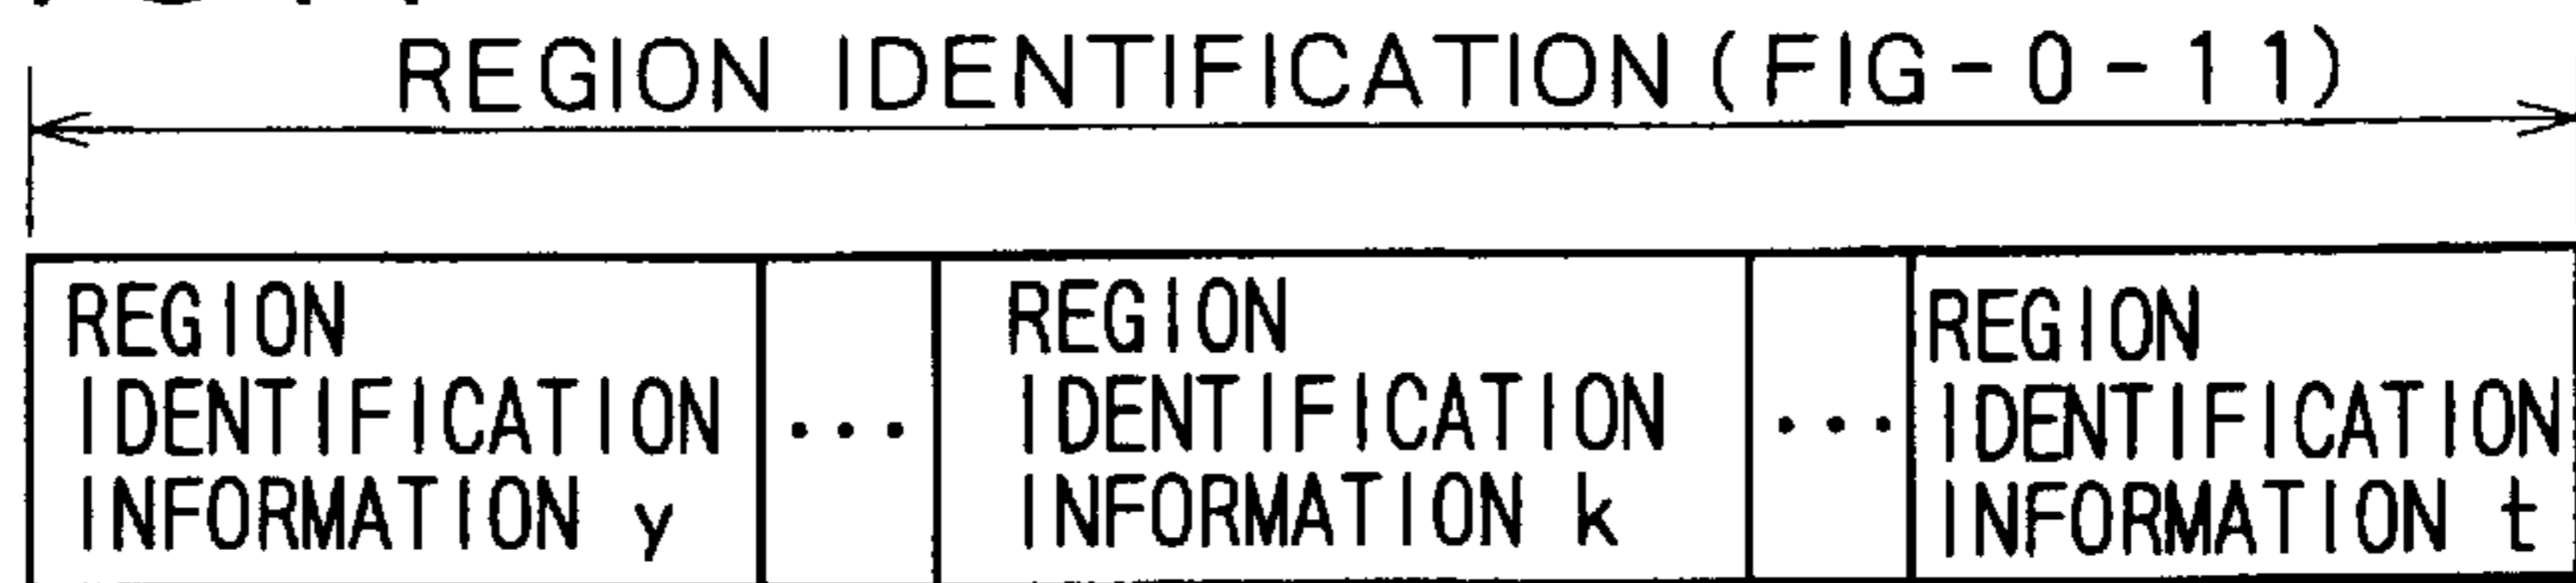 REGION IDENTIFICATION (FIG-0-11)
REGION
IDENTIFICATION
INFORMATION y
...
REGION
IDENTIFICATION
INFORMATION k
...
REGION
IDENTIFICATION
INFORMATION t